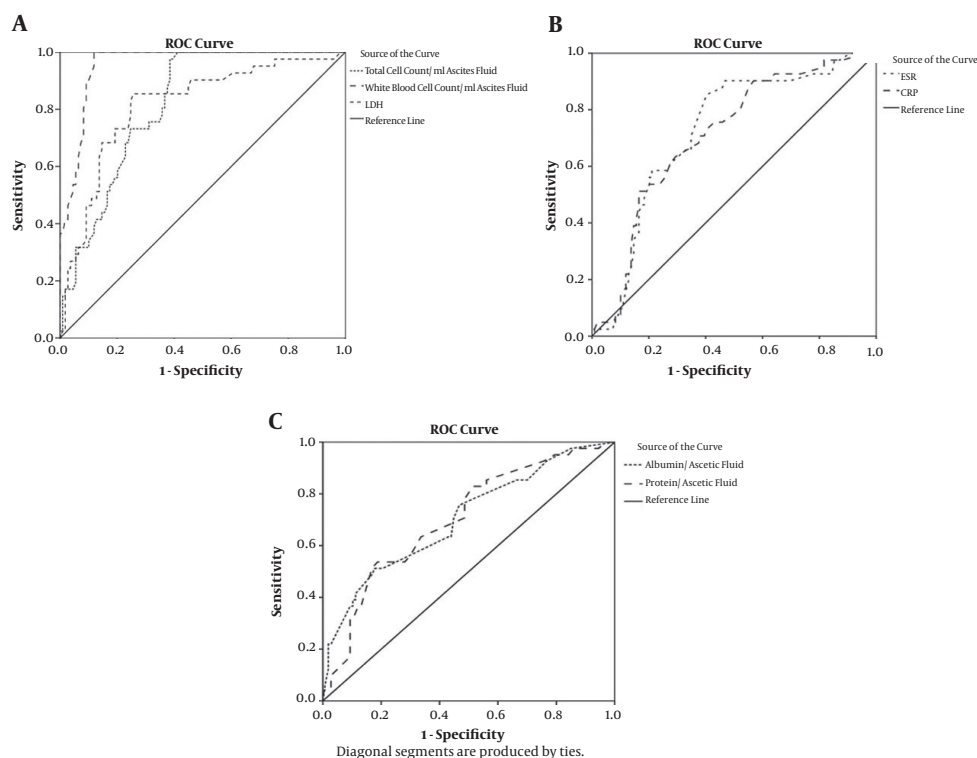 A
ROC Curve
Source of the Curve
Total Cell Count/ ml Ascites Fluid
White Blood Cell Count/ ml Ascites Fluid
LDH
Reference Line
Sensitivity
1.0
0.8
0.6
0.4
0.2
0.0
0.0 0.2 0.4 0.6 0.8 1.0
1 - Specificity
B
ROC Curve
Source of the Curve
ESR
CRP
Reference Line
Sensitivity
1.0
0.8
0.6
0.4
0.2
0.0
0.0 0.2 0.4 0.6 0.8 1.0
1 - Specificity
C
ROC Curve
Source of the Curve
Albumin/ Ascetic Fluid
Protein/ Ascetic Fluid
Reference Line
Sensitivity
1.0
0.8
0.6
0.4
0.2
0.0
0.0 0.2 0.4 0.6 0.8 1.0
1 - Specificity
Diagonal segments are produced by ties.